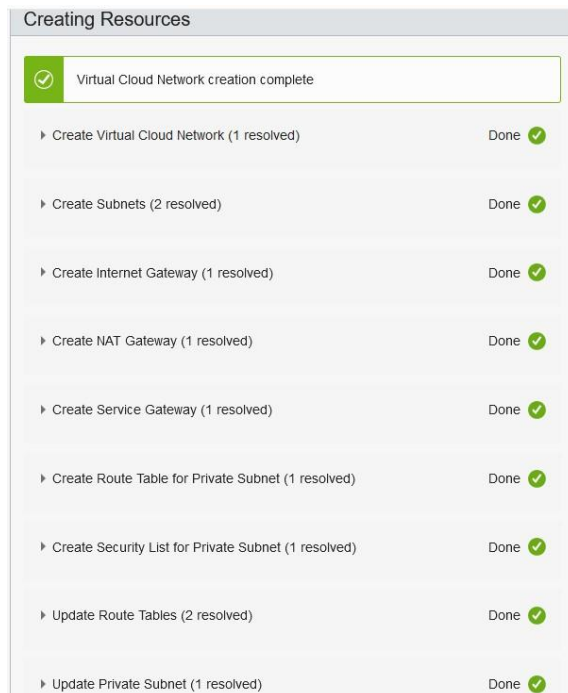 Creating Resources
Virtual Cloud Network creation complete
Create Virtual Cloud Network (1 resolved)
Done
Create Subnets (2 resolved)
Done
Create Internet Gateway (1 resolved)
Done
Create NAT Gateway (1 resolved)
Done
Create Service Gateway (1 resolved)
Done
Create Route Table for Private Subnet (1 resolved)
Done
Create Security List for Private Subnet (1 resolved)
Done
Update Route Tables (2 resolved)
Done
Update Private Subnet (1 resolved)
Done